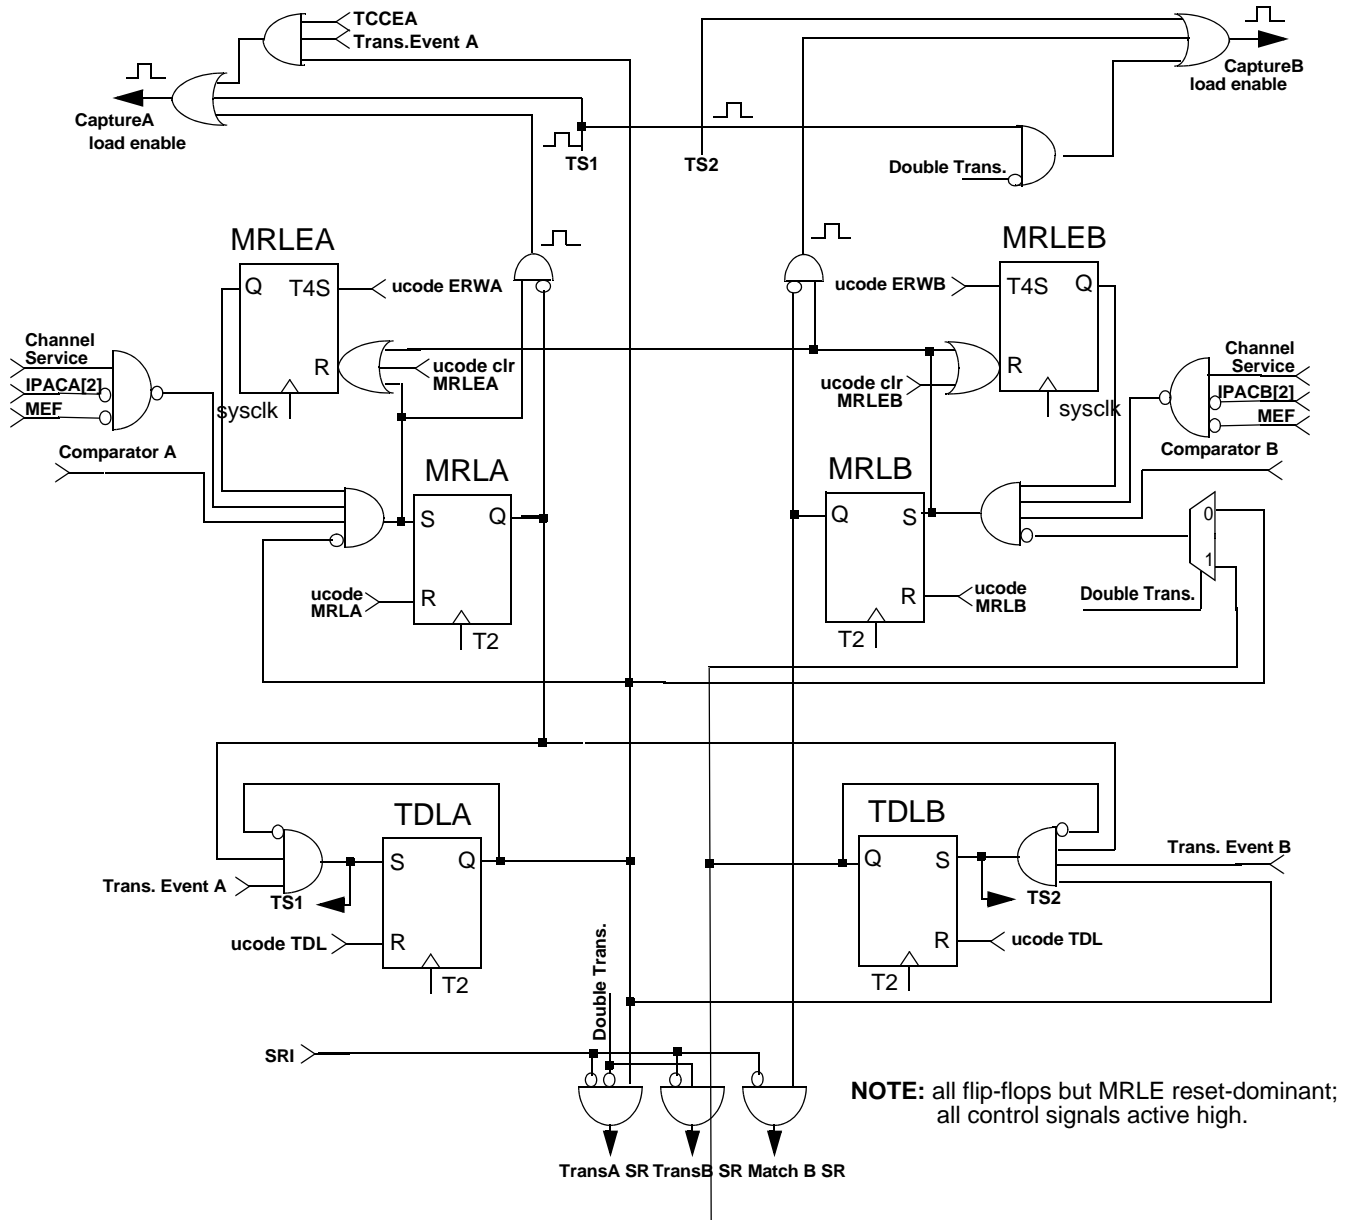 TCCEA
Trans.Event A
CaptureA
load enable
TS1
TS2
Double Trans.
CaptureB
load enable
MRLEA
Q
T4S
R
sysclk
ucode ERWA
ucode clr
MRLEA
Channel
Service
IPACA[2]
MEF
Comparator A
MRLEB
ucode ERWB
T4S
Q
R
sysclk
ucode clr
MRLEB
Channel
Service
IPACB[2]
MEF
Comparator B
MRLA
S
Q
R
T2
ucode
MRLA
MRLB
Q
S
R
T2
ucode
MRLB
0
1
Double Trans.
TDLA
S
Q
R
T2
Trans. Event A
TS1
ucode TDL
TDLB
Q
S
R
T2
Trans. Event B
TS2
ucode TDL
Double Trans.
SRI
TransA SR
TransB SR
Match B SR
NOTE: all flip-flops but MRLE reset-dominant;
all control signals active high.